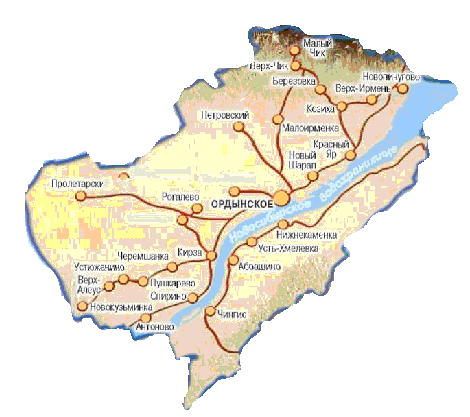 Малый
Чик
Верх-Чик
Березовка
Новопичугово
Верх-Ирмень
Козиха
Петровский
Малоирменка
Красный
Яр
Новый
Шарап
Пролетарский
Рогалево
ОРДЫНСКОЕ
Новосибирское водохранилище
Нижнекаменка
Усть-Хмелевка
Черемшанка
Кирза
Абрашино
Устюжанино
Верх-
Алеус
Пушкарево
Спирино
Новокузьминка
Чингис
Антоново